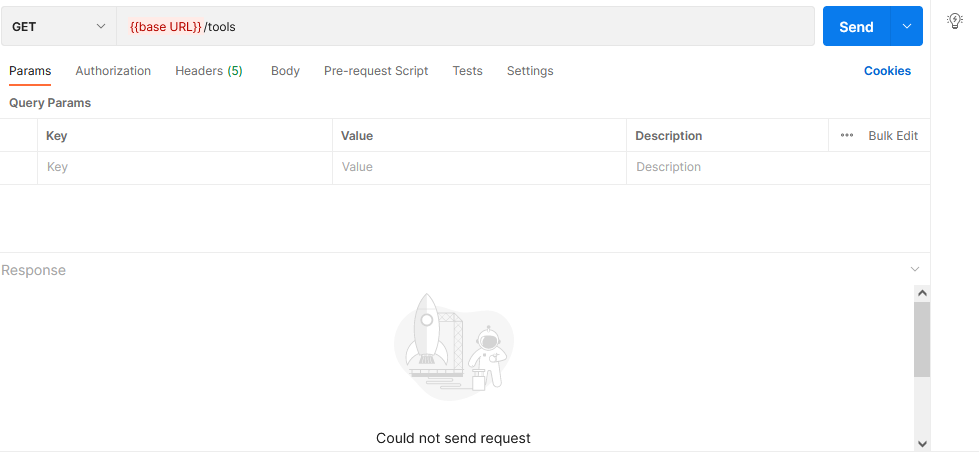 GET {{base URL}}/tools Send
Params Authorization Headers (5) Body Pre-request Script Tests Settings Cookies
Query Params
Key Value Description ••• Bulk Edit
Key Value Description
Response
Could not send request